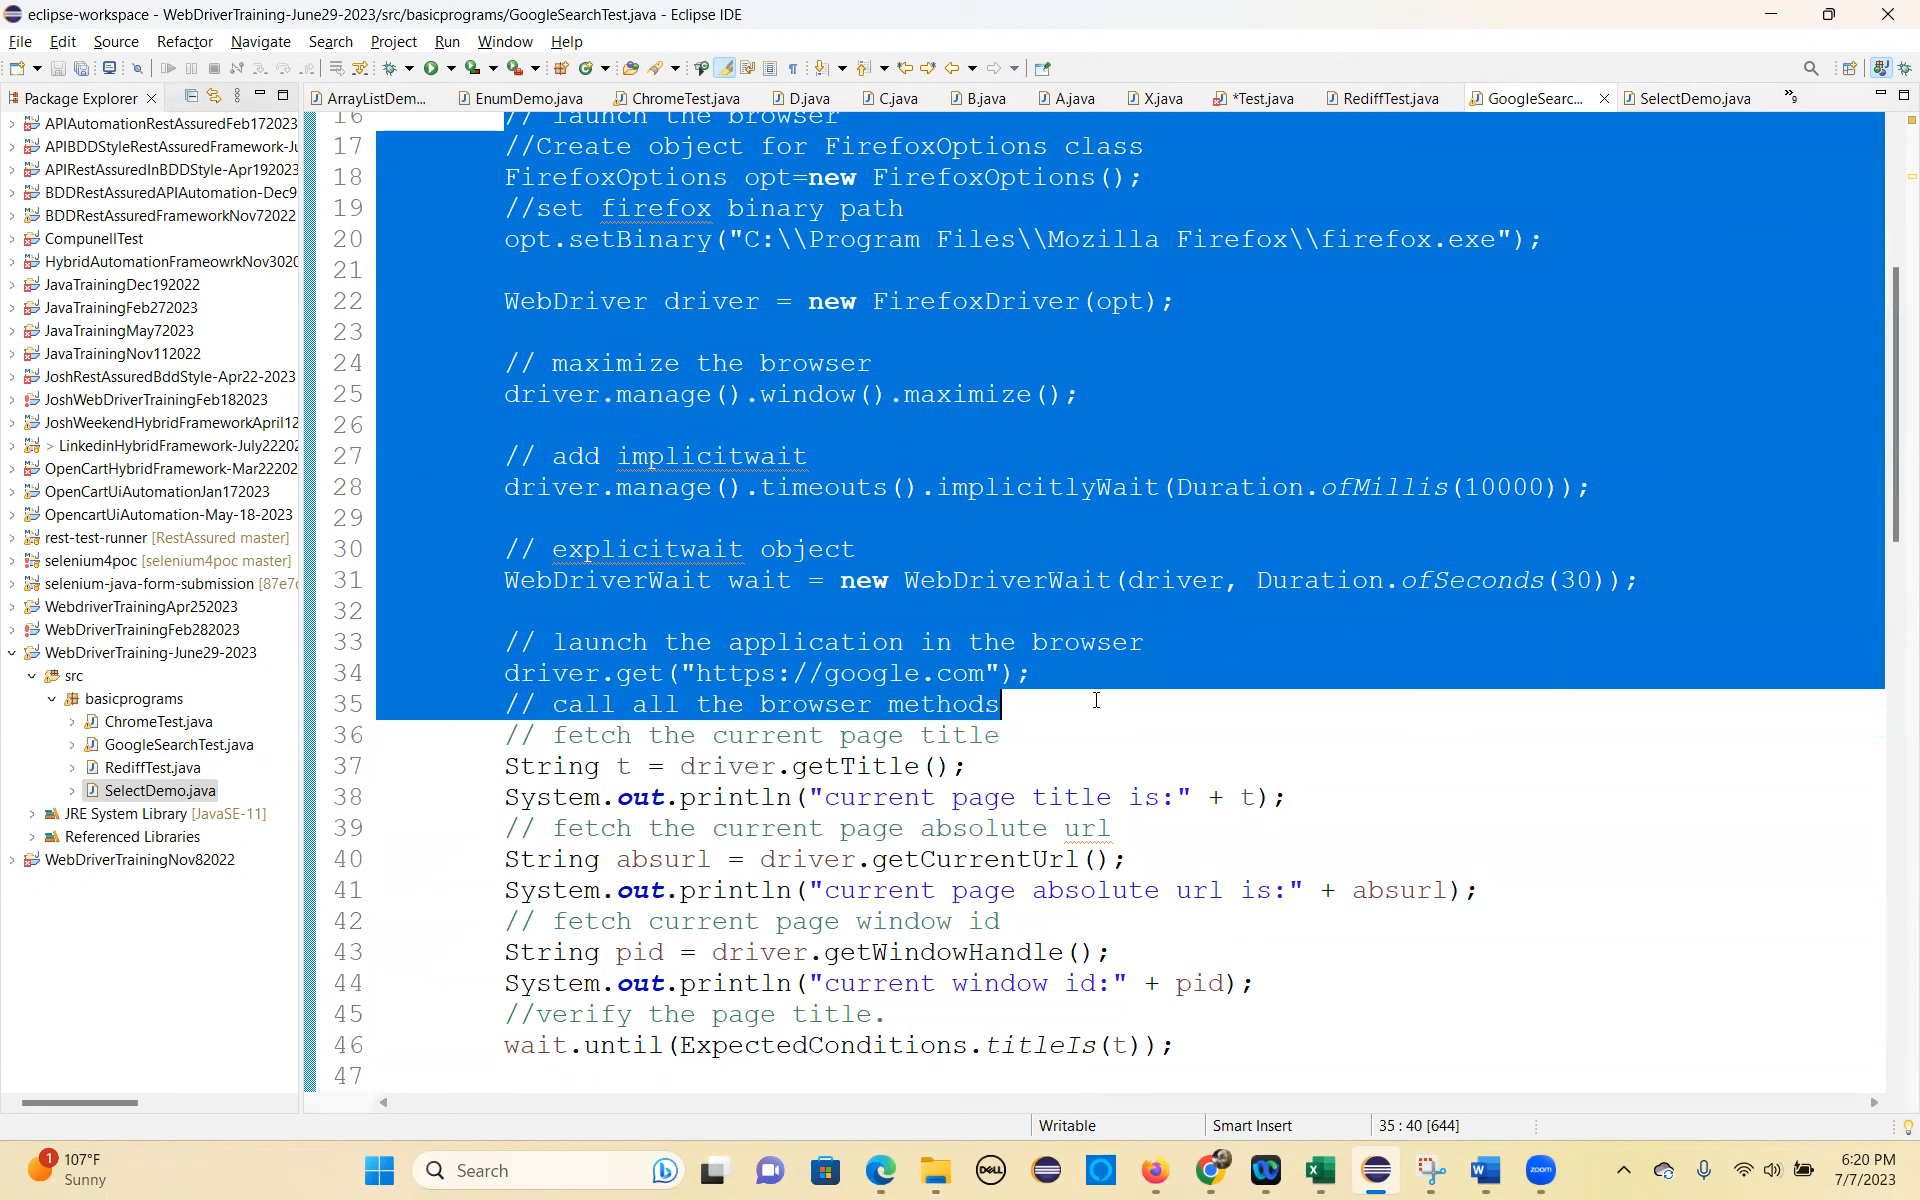 eclipse-workspace - WebDriverTraining-June29-2023/src/basicprograms/GoogleSearchTest.java - Eclipse IDE
File Edit Source Refactor Navigate Search Project Run Window Help
Package Explorer
ArrayListDem... EnumDemo.java ChromeTest.java D.java C.java B.java A.java X.java *Test.java RediffTest.java GoogleSearc... SelectDemo.java »9
APIAutomationRestAssuredFeb172023
APIBDDStyleRestAssuredFramework-Ju
APIRestAssuredInBDDStyle-Apr192023
BDDRestAssuredAPIAutomation-Dec9
BDDRestAssuredFrameworkNov72022
CompunellTest
HybridAutomationFrameowrkNov3020
JavaTrainingDec192022
JavaTrainingFeb272023
JavaTrainingMay72023
JavaTrainingNov112022
JoshRestAssuredBddStyle-Apr22-2023
JoshWebDriverTrainingFeb182023
JoshWeekendHybridFrameworkApril12
> LinkedinHybridFramework-July2202
OpenCartHybridFramework-Mar22202
OpenCartUiAutomationJan172023
OpencartUiAutomation-May-18-2023
rest-test-runner [RestAssured master]
selenium4poc [selenium4poc master]
selenium-java-form-submission [87e7c
WebdriverTrainingApr252023
WebDriverTrainingFeb282023
WebDriverTraining-June29-2023
src
basicprograms
ChromeTest.java
GoogleSearchTest.java
RediffTest.java
SelectDemo.java
JRE System Library [JavaSE-11]
Referenced Libraries
WebDriverTrainingNov82022
16 // launch the browser
17 //Create object for FirefoxOptions class
18 FirefoxOptions opt=new FirefoxOptions();
19 //set firefox binary path
20 opt.setBinary("C:\\Program Files\\Mozilla Firefox\\firefox.exe");
21
22 WebDriver driver = new FirefoxDriver(opt);
23
24 // maximize the browser
25 driver.manage().window().maximize();
26
27 // add implicitwait
28 driver.manage().timeouts().implicitlyWait(Duration.ofMillis(10000));
29
30 // explicitwait object
31 WebDriverWait wait = new WebDriverWait(driver, Duration.ofSeconds(30));
32
33 // launch the application in the browser
34 driver.get("https://google.com");
35 // call all the browser methods
36 // fetch the current page title
37 String t = driver.getTitle();
38 System.out.println("current page title is:" + t);
39 // fetch the current page absolute url
40 String absurl = driver.getCurrentUrl();
41 System.out.println("current page absolute url is:" + absurl);
42 // fetch current page window id
43 String pid = driver.getWindowHandle();
44 System.out.println("current window id:" + pid);
45 //verify the page title.
46 wait.until(ExpectedConditions.titleIs(t));
47
Writable Smart Insert 35 : 40 [644]
1 107°F
Sunny
Search
DELL
zoom
6:20 PM
7/7/2023